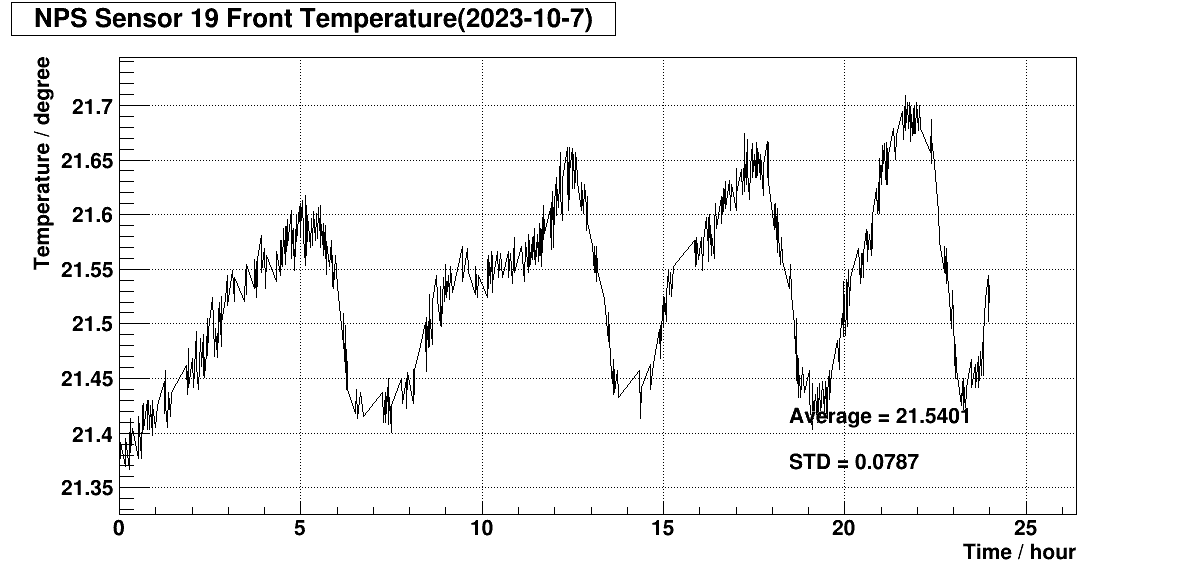 NPS Sensor 19 Front Temperature(2023-10-7)
Temperature / degree
21.7
21.65
21.6
21.55
21.5
21.45
21.4
21.35
Average = 21.5401
STD = 0.0787
0 5 10 15 20 25
Time / hour